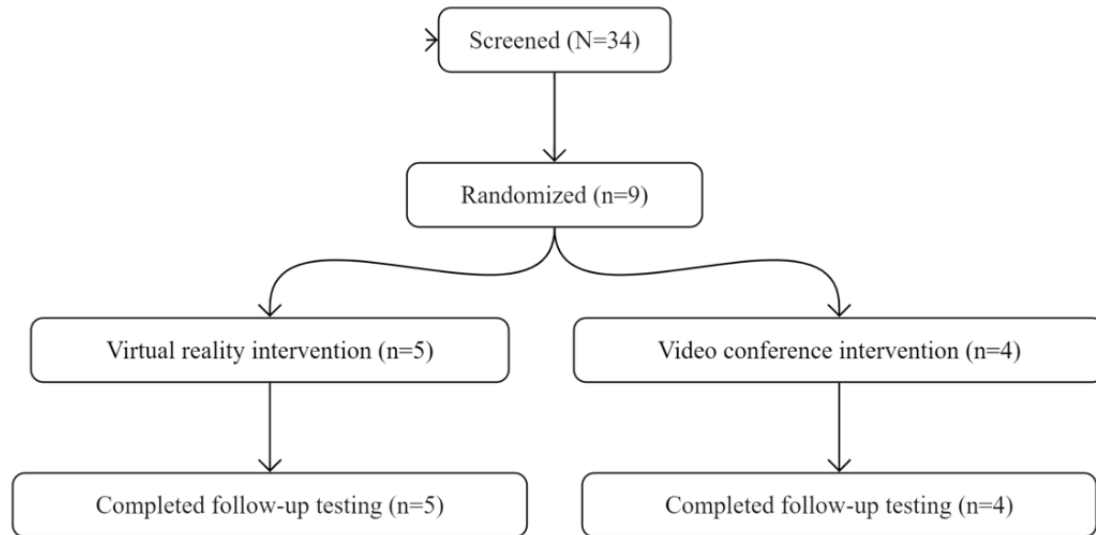 Screened (N=34)
Randomized (n=9)
Virtual reality intervention (n=5)
Video conference intervention (n=4)
Completed follow-up testing (n=5)
Completed follow-up testing (n=4)